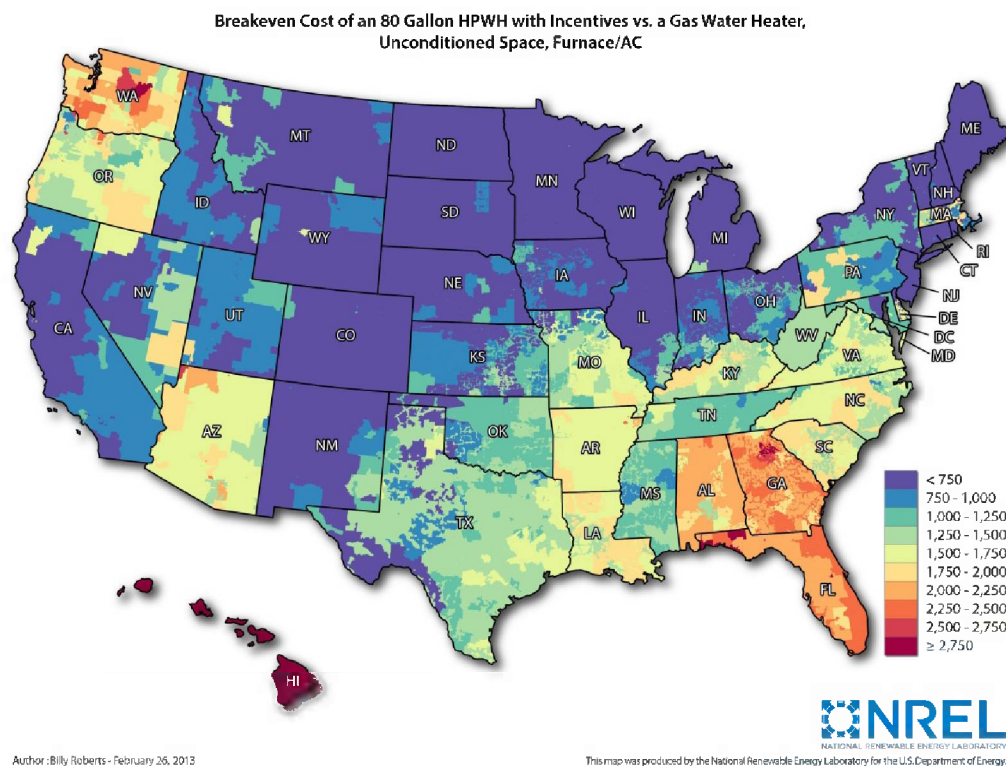 Breakeven Cost of an 80 Gallon HPWH with Incentives vs. a Gas Water Heater,
Unconditioned Space, Furnace/AC
WA
MT
ND
MN
ME
VT
NH
OR
ID
SD
WI
MI
NY
MA
WY
RI
CT
NE
IA
PA
NJ
NV
UT
CO
IL
IN
OH
DE
DC
MD
CA
KS
MO
WV
VA
KY
AZ
NM
OK
AR
TN
NC
SC
MS
AL
GA
TX
LA
FL
HI
< 750
750 - 1,000
1,000 - 1,250
1,250 - 1,500
1,500 - 1,750
1,750 - 2,000
2,000 - 2,250
2,250 - 2,500
2,500 - 2,750
≥ 2,750
NREL
NATIONAL RENEWABLE ENERGY LABORATORY
Author : Billy Roberts - February 26, 2013
This map was produced by the National Renewable Energy Laboratory for the U.S. Department of Energy.